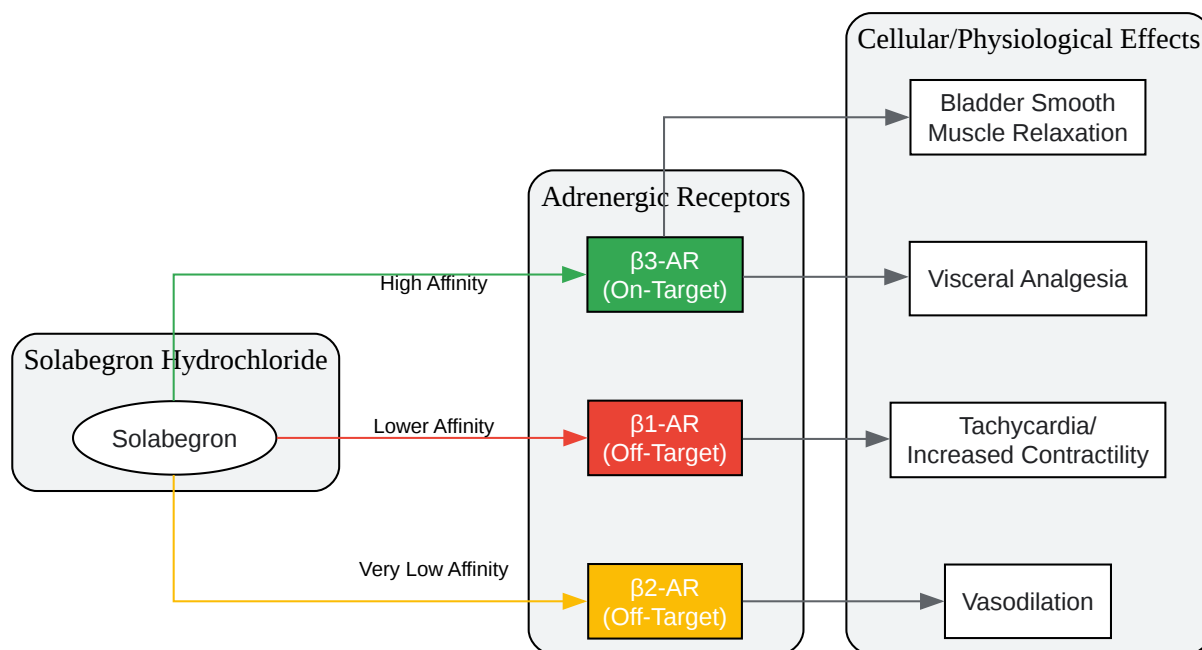 Cellular/Physiological Effects
Bladder Smooth
Muscle Relaxation
Adrenergic Receptors
β3-AR
(On-Target)
High Affinity
Visceral Analgesia
Solabegron Hydrochloride
Solabegron
Lower Affinity
β1-AR
(Off-Target)
Tachycardia/
Increased Contractility
Very Low Affinity
β2-AR
(Off-Target)
Vasodilation